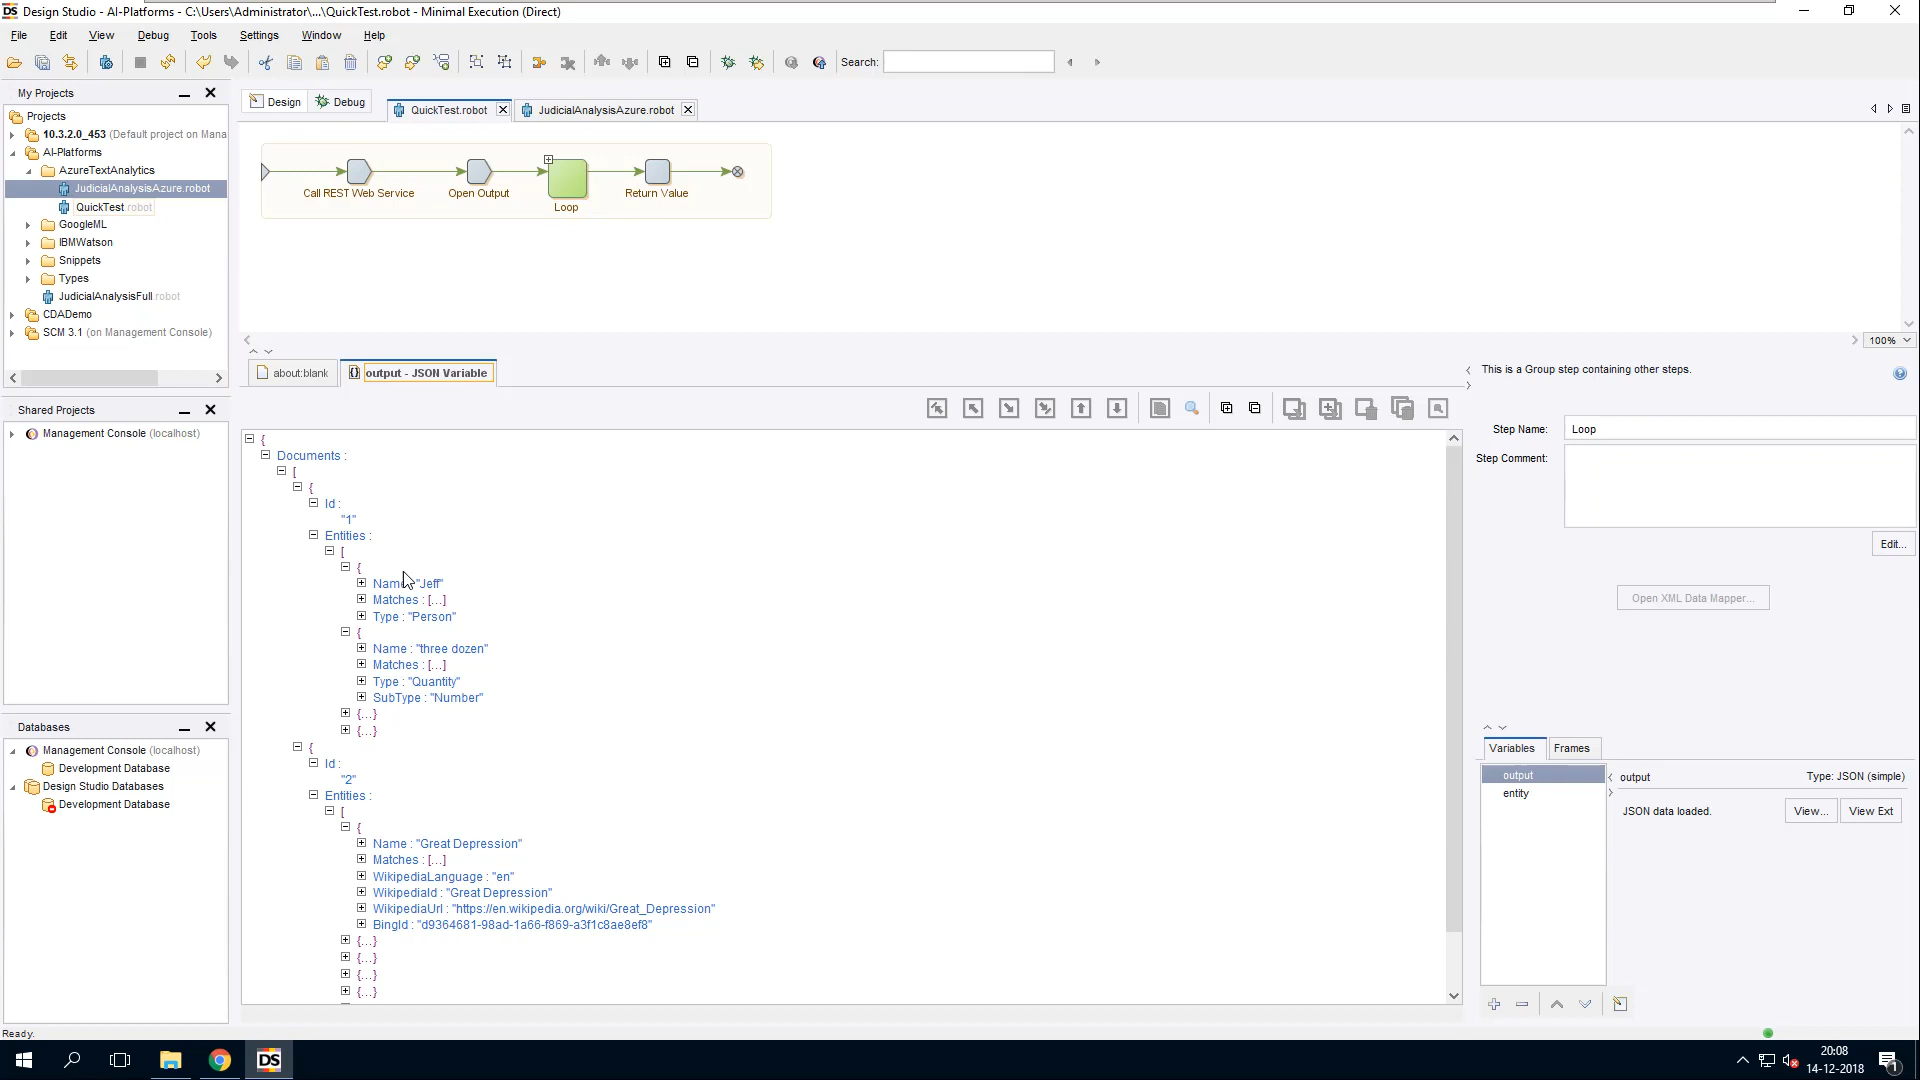 Design Studio - AI-Platforms - C:\Users\Administrator\...\QuickTest.robot - Minimal Execution (Direct)
File Edit View Debug Tools Settings Window Help
Search:
My Projects
Projects
10.3.2.0_453 (Default project on Mana
AI-Platforms
AzureTextAnalytics
JudicialAnalysisAzure.robot
QuickTest.robot
GoogleML
IBMWatson
Snippets
Types
JudicialAnalysisFull.robot
CDADemo
SCM 3.1 (on Management Console)
Shared Projects
Management Console (localhost)
Databases
Management Console (localhost)
Development Database
Design Studio Databases
Development Database
Design Debug QuickTest.robot JudicialAnalysisAzure.robot
Call REST Web Service
Open Output
Loop
Return Value
100%
about:blank output - JSON Variable
{
Documents :
[
{
Id :
"1"
Entities :
[
{
Name "Jeff"
Matches : [...]
Type : "Person"
{
Name : "three dozen"
Matches : [...]
Type : "Quantity"
SubType : "Number"
{...}
{...}
{
Id :
"2"
Entities :
[
{
Name : "Great Depression"
Matches : [...]
WikipediaLanguage : "en"
WikipediaId : "Great Depression"
WikipediaUrl : "https://en.wikipedia.org/wiki/Great_Depression"
BingId : "d9364681-98ad-1a66-f869-a3f1c8ae8ef8"
{...}
{...}
{...}
{...}
This is a Group step containing other steps.
Step Name: Loop
Step Comment:
Edit...
Open XML Data Mapper...
Variables Frames
output
entity
output Type: JSON (simple)
JSON data loaded. View... View Ext
Ready.
DS
20:08
14-12-2018
1